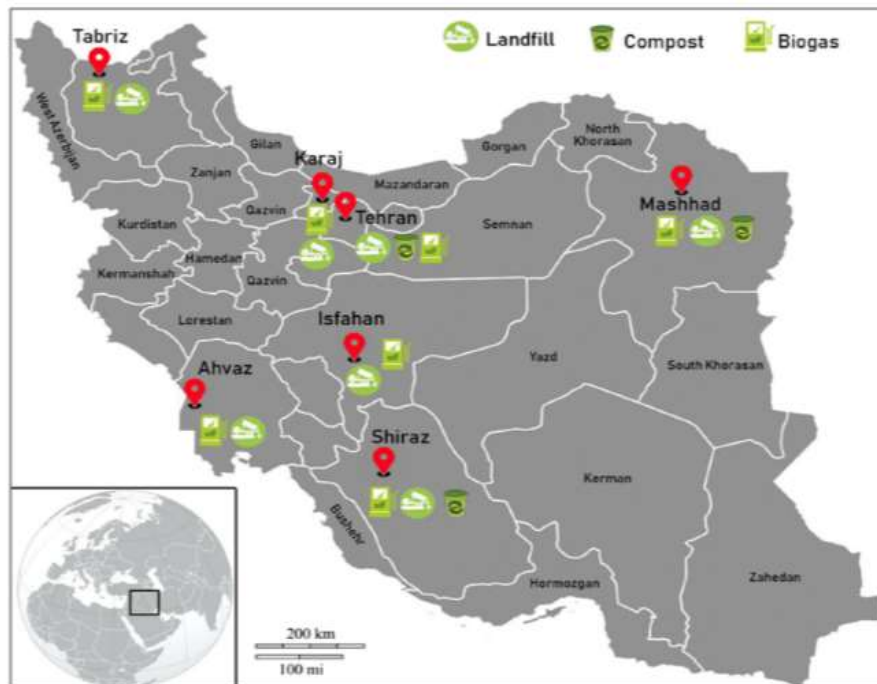 Tabriz
Landfill
Compost
Biogas
West Azerbijan
Gilan
Gorgan
North
Khorasan
Zanjan
Karaj
Mazandaran
Mashhad
Qazvin
Tehran
Semnan
Kurdistan
Hamedan
Kermanshah
Qazvin
Lorestan
Isfahan
Yazd
South Khorasan
Ahvaz
Shiraz
Kerman
Bushehr
Hormozgan
Zahedan
200 km
100 mi